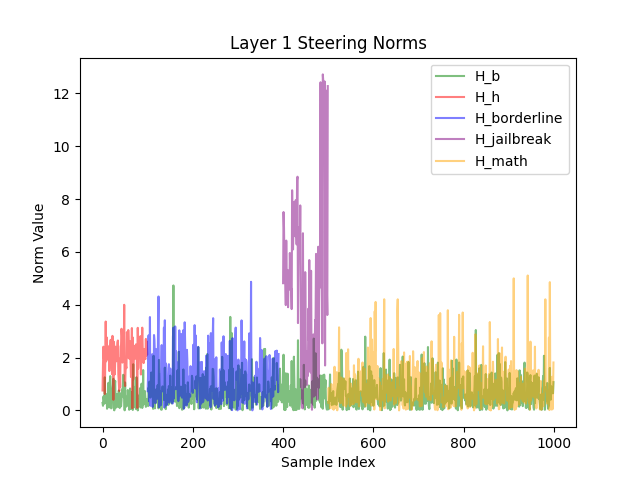 Layer 1 Steering Norms
H_b
H_h
H_borderline
H_jailbreak
H_math
Norm Value
12
10
8
6
4
2
0
0 200 400 600 800 1000
Sample Index